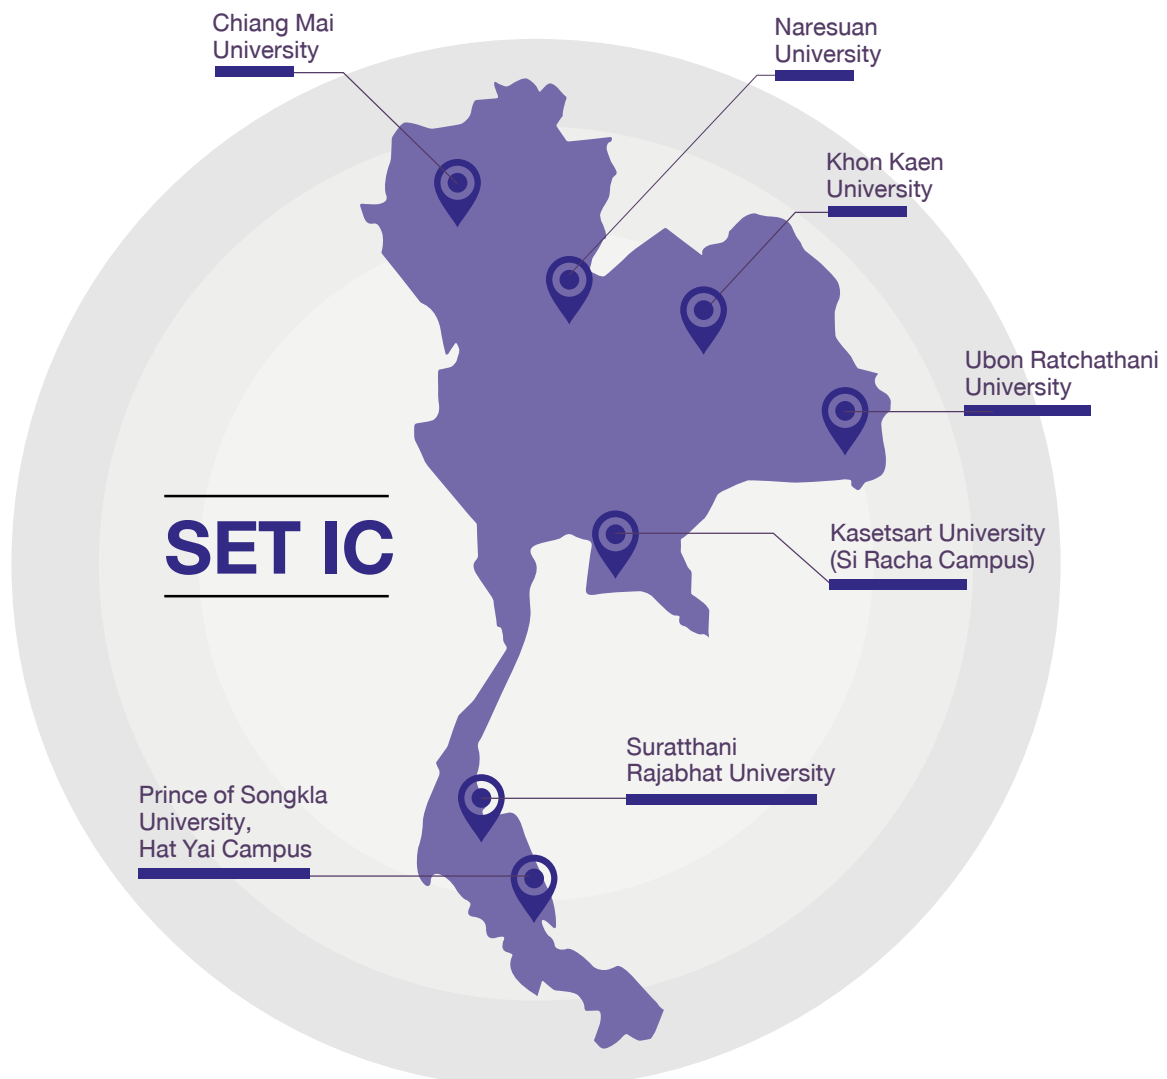 Chiang Mai
University
Naresuan
University
Khon Kaen
University
Ubon Ratchathani
University
SET IC
Kasetsart University
(Si Racha Campus)
Suratthani
Rajabhat University
Prince of Songkla
University,
Hat Yai Campus